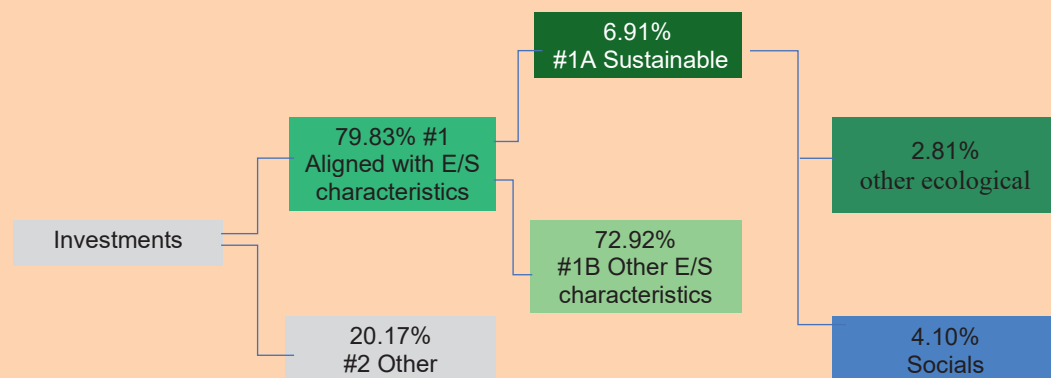 6.91%
#1A Sustainable
79.83% #1
Aligned with E/S
characteristics
2.81%
other ecological
Investments
72.92%
#1B Other E/S
characteristics
20.17%
#2 Other
4.10%
Socials